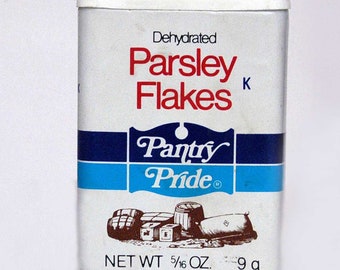 Dehydrated
Parsley
Flakes K
Pantry
Pride®
NET WT 5/16 OZ. 9 g